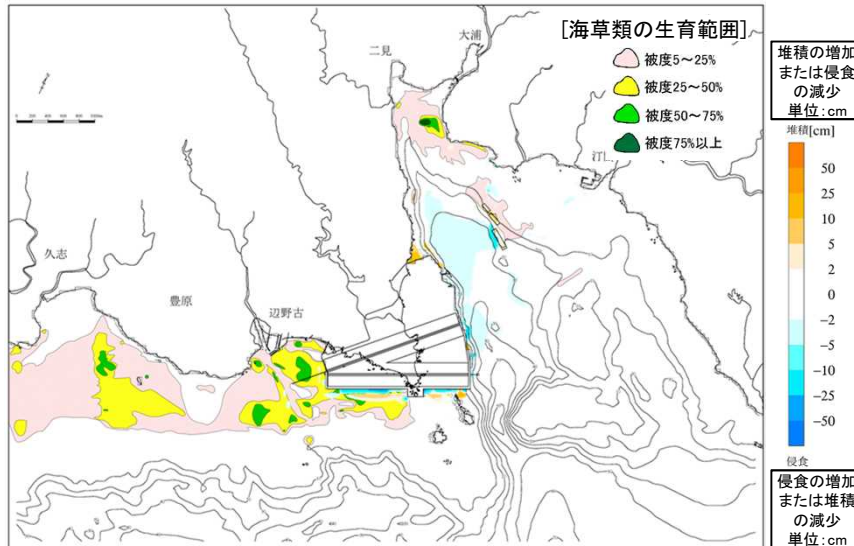 [海草類の生育範囲]
被度5～25%
被度25～50%
被度50～75%
被度75%以上
大浦
二見
久志
豊原
辺野古
堆積の増加
または侵食
の減少
単位:cm
堆積[cm]
50
25
10
5
2
0
−2
−5
−10
−25
−50
侵食
侵食の増加
または堆積
の減少
単位:cm